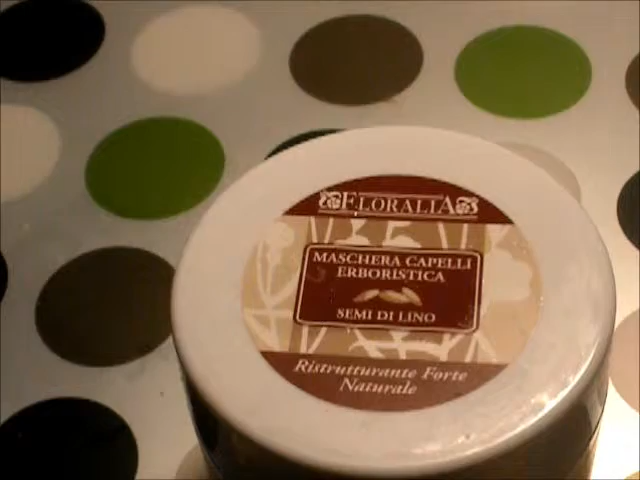 FLORALIA
MASCHERA CAPELLI
ERBORISTICA
SEMI DI LINO
Ristrutturante Forte
Naturale